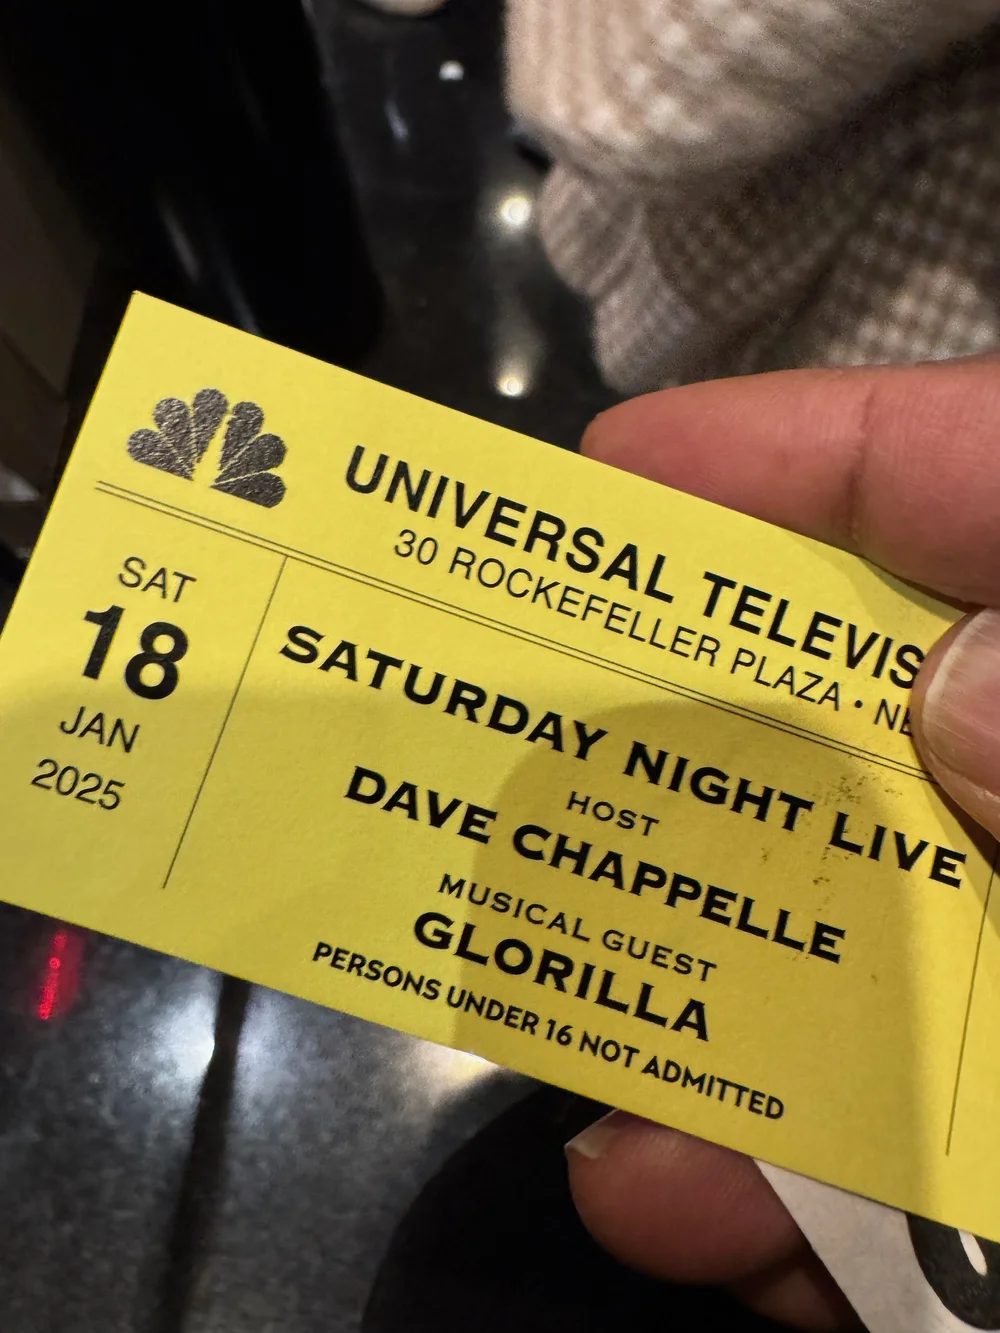 UNIVERSAL TELEVIS
30 ROCKEFELLER PLAZA • NE
SAT
18
JAN
2025
SATURDAY NIGHT LIVE
HOST
DAVE CHAPPELLE
MUSICAL GUEST
GLORILLA
PERSONS UNDER 16 NOT ADMITTED